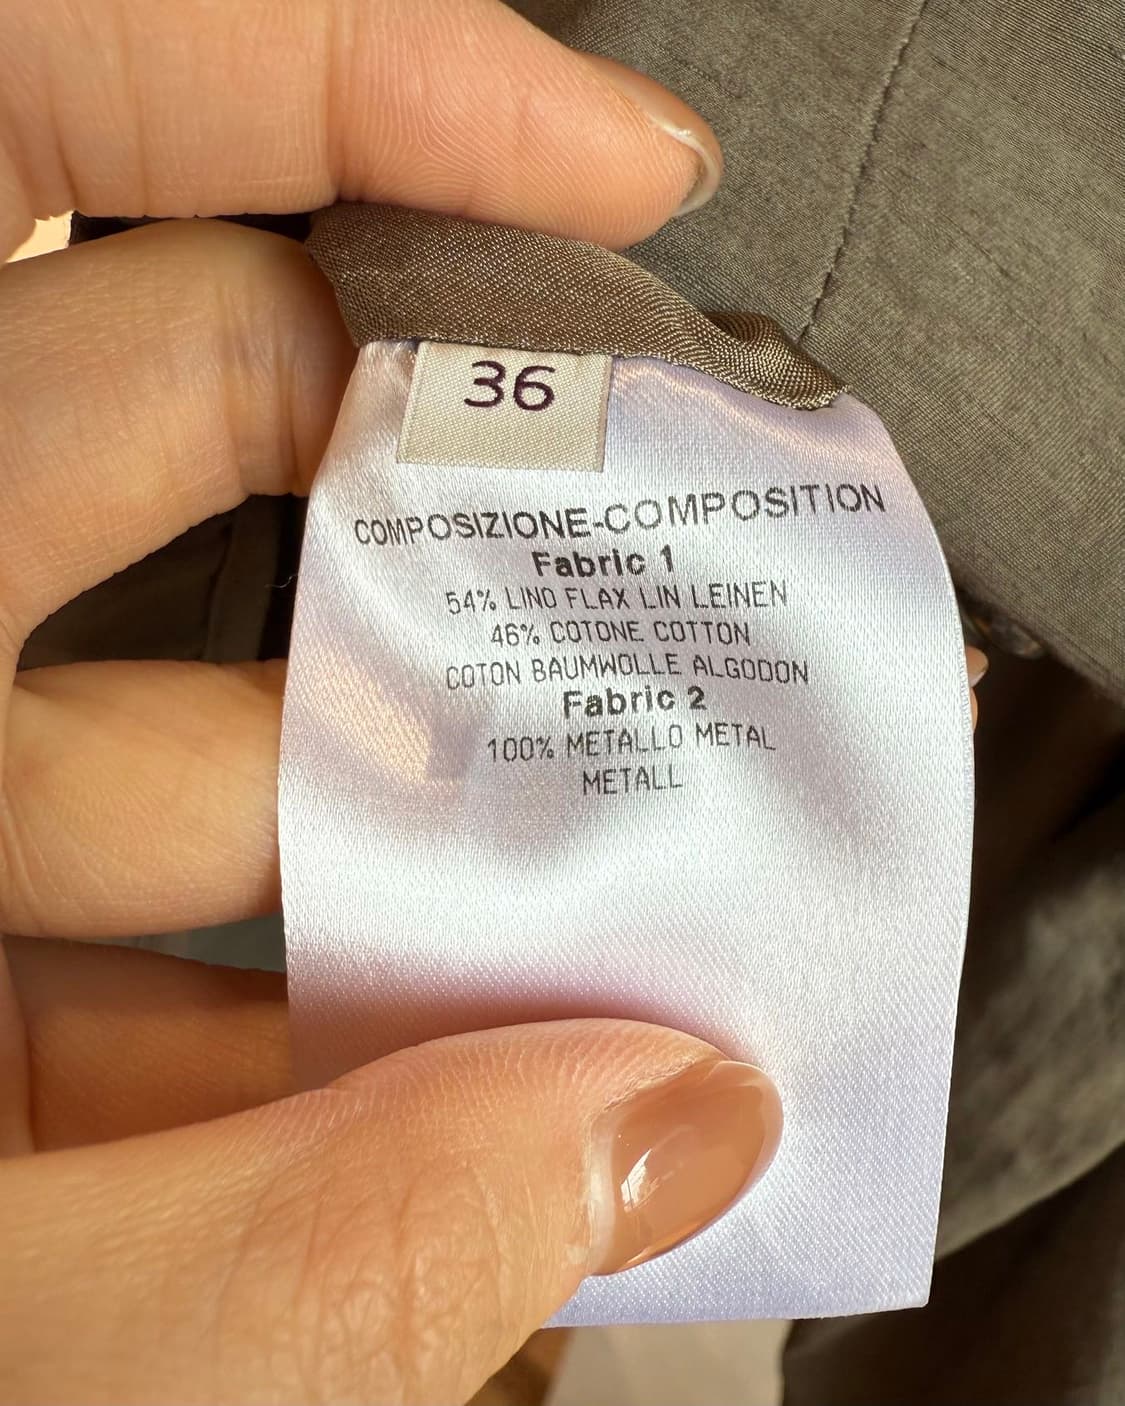 36
COMPOSIZIONE-COMPOSITION
Fabric 1
54% LINO FLAX LIN LEINEN
46% COTONE COTTON
COTON BAUMWOLLE ALGODON
Fabric 2
100% METALLO METAL
METALL